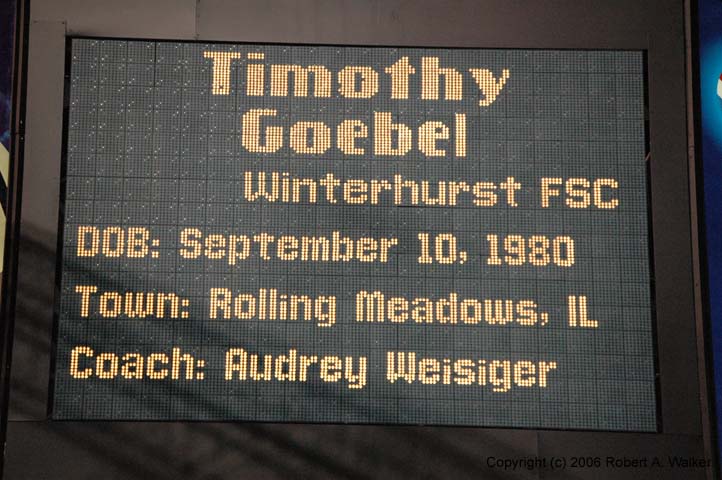 Timothy
Goebel
Winterhurst FSC
DOB: September 10, 1980
Town: Rolling Meadows, IL
Coach: Audrey Weisiger
Copyright (c) 2006 Robert A. Walker